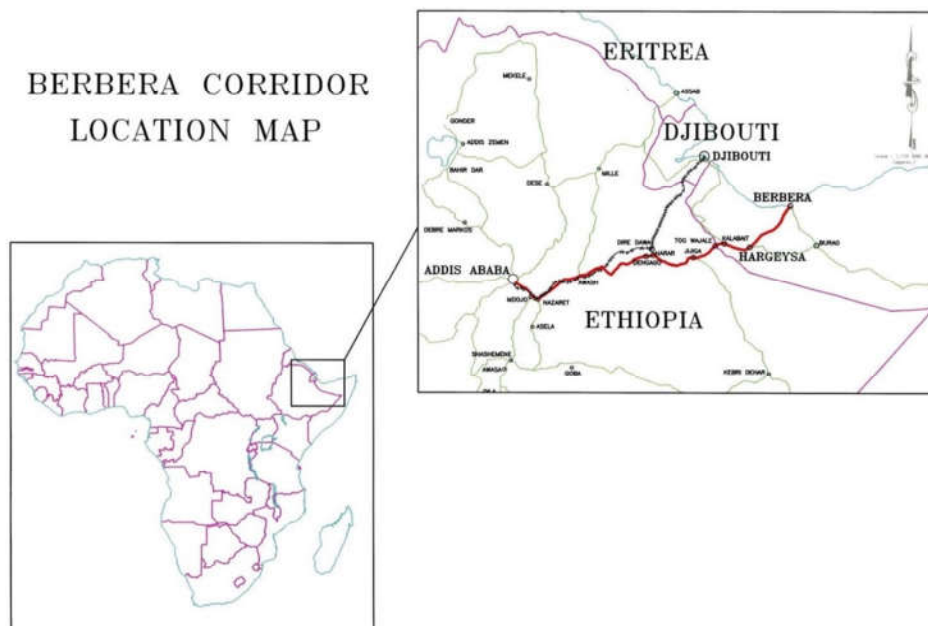 BERBERA CORRIDOR
LOCATION MAP
ERITREA
MEKELE
ASSAB
GONDER
DJIBOUTI
ADDIS ZEMEN
DJIBOUTI
BAHIR DAR
MILLE
DESE
BERBERA
DEBRE MARKOS
DIRE DAWA
TOG WAJALE
KALABAIT
BURAO
HARAR
HARGEYSA
DENGAGO
JIJIGA
ADDIS ABABA
AWASH
MODJO
NAZARET
ETHIOPIA
ASELA
SHASHEMENE
AWASA
GOBA
KEBRI DEHAR